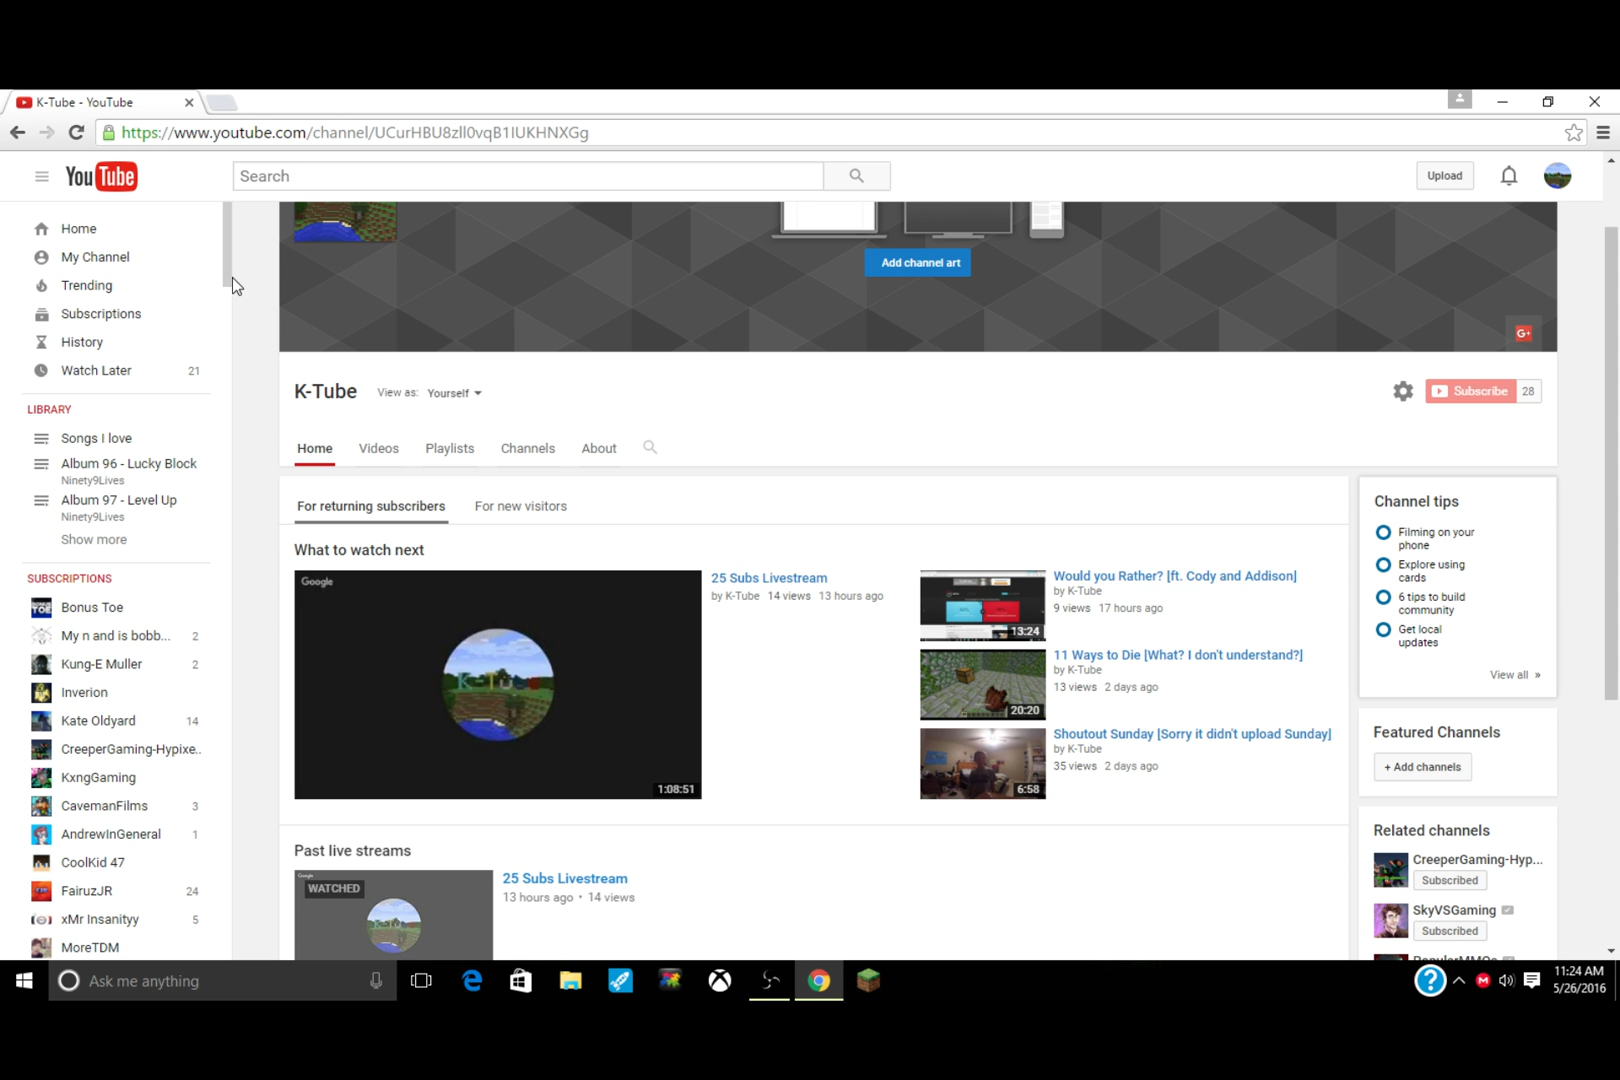 K-Tube - YouTube
https://www.youtube.com/channel/UCurHBU8zll0vqB1IUKHNXGg
YouTube
Search
Upload
Home
My Channel
Trending
Subscriptions
History
Watch Later 21
LIBRARY
Songs I love
Album 96 - Lucky Block
Ninety9Lives
Album 97 - Level Up
Ninety9Lives
Show more
SUBSCRIPTIONS
Bonus Toe
My n and is bobb... 2
Kung-E Muller 2
Inverion
Kate Oldyard 14
CreeperGaming-Hypixe..
KxngGaming
CavemanFilms 3
AndrewInGeneral 1
CoolKid 47
FairuzJR 24
xMr Insanityy 5
MoreTDM
Add channel art
G+
K-Tube View as: Yourself
Subscribe 28
Home Videos Playlists Channels About
For returning subscribers For new visitors
What to watch next
Google
1:08:51
25 Subs Livestream
by K-Tube 14 views 13 hours ago
13:24
Would you Rather? [ft. Cody and Addison]
by K-Tube
9 views 17 hours ago
20:20
11 Ways to Die [What? I don't understand?]
by K-Tube
13 views 2 days ago
6:58
Shoutout Sunday [Sorry it didn't upload Sunday]
by K-Tube
35 views 2 days ago
Past live streams
WATCHED
25 Subs Livestream
13 hours ago • 14 views
Channel tips
Filming on your
phone
Explore using
cards
6 tips to build
community
Get local
updates
View all »
Featured Channels
+ Add channels
Related channels
CreeperGaming-Hyp...
Subscribed
SkyVSGaming
Subscribed
PopularMMOs
Ask me anything
11:24 AM
5/26/2016